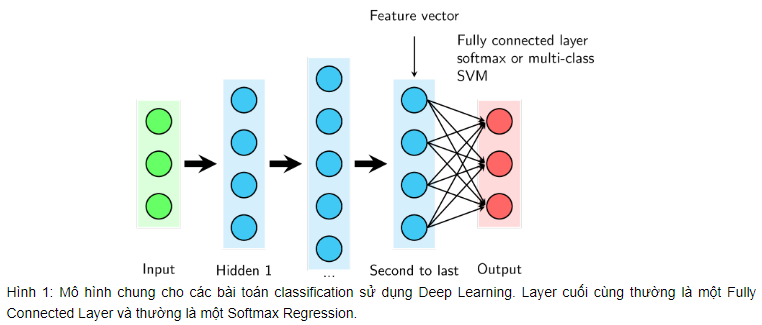 Feature vector
Fully connected layer
softmax or multi-class
SVM
Input
Hidden 1
...
Second to last
Output
Hình 1: Mô hình chung cho các bài toán classification sử dụng Deep Learning. Layer cuối cùng thường là một Fully
Connected Layer và thường là một Softmax Regression.